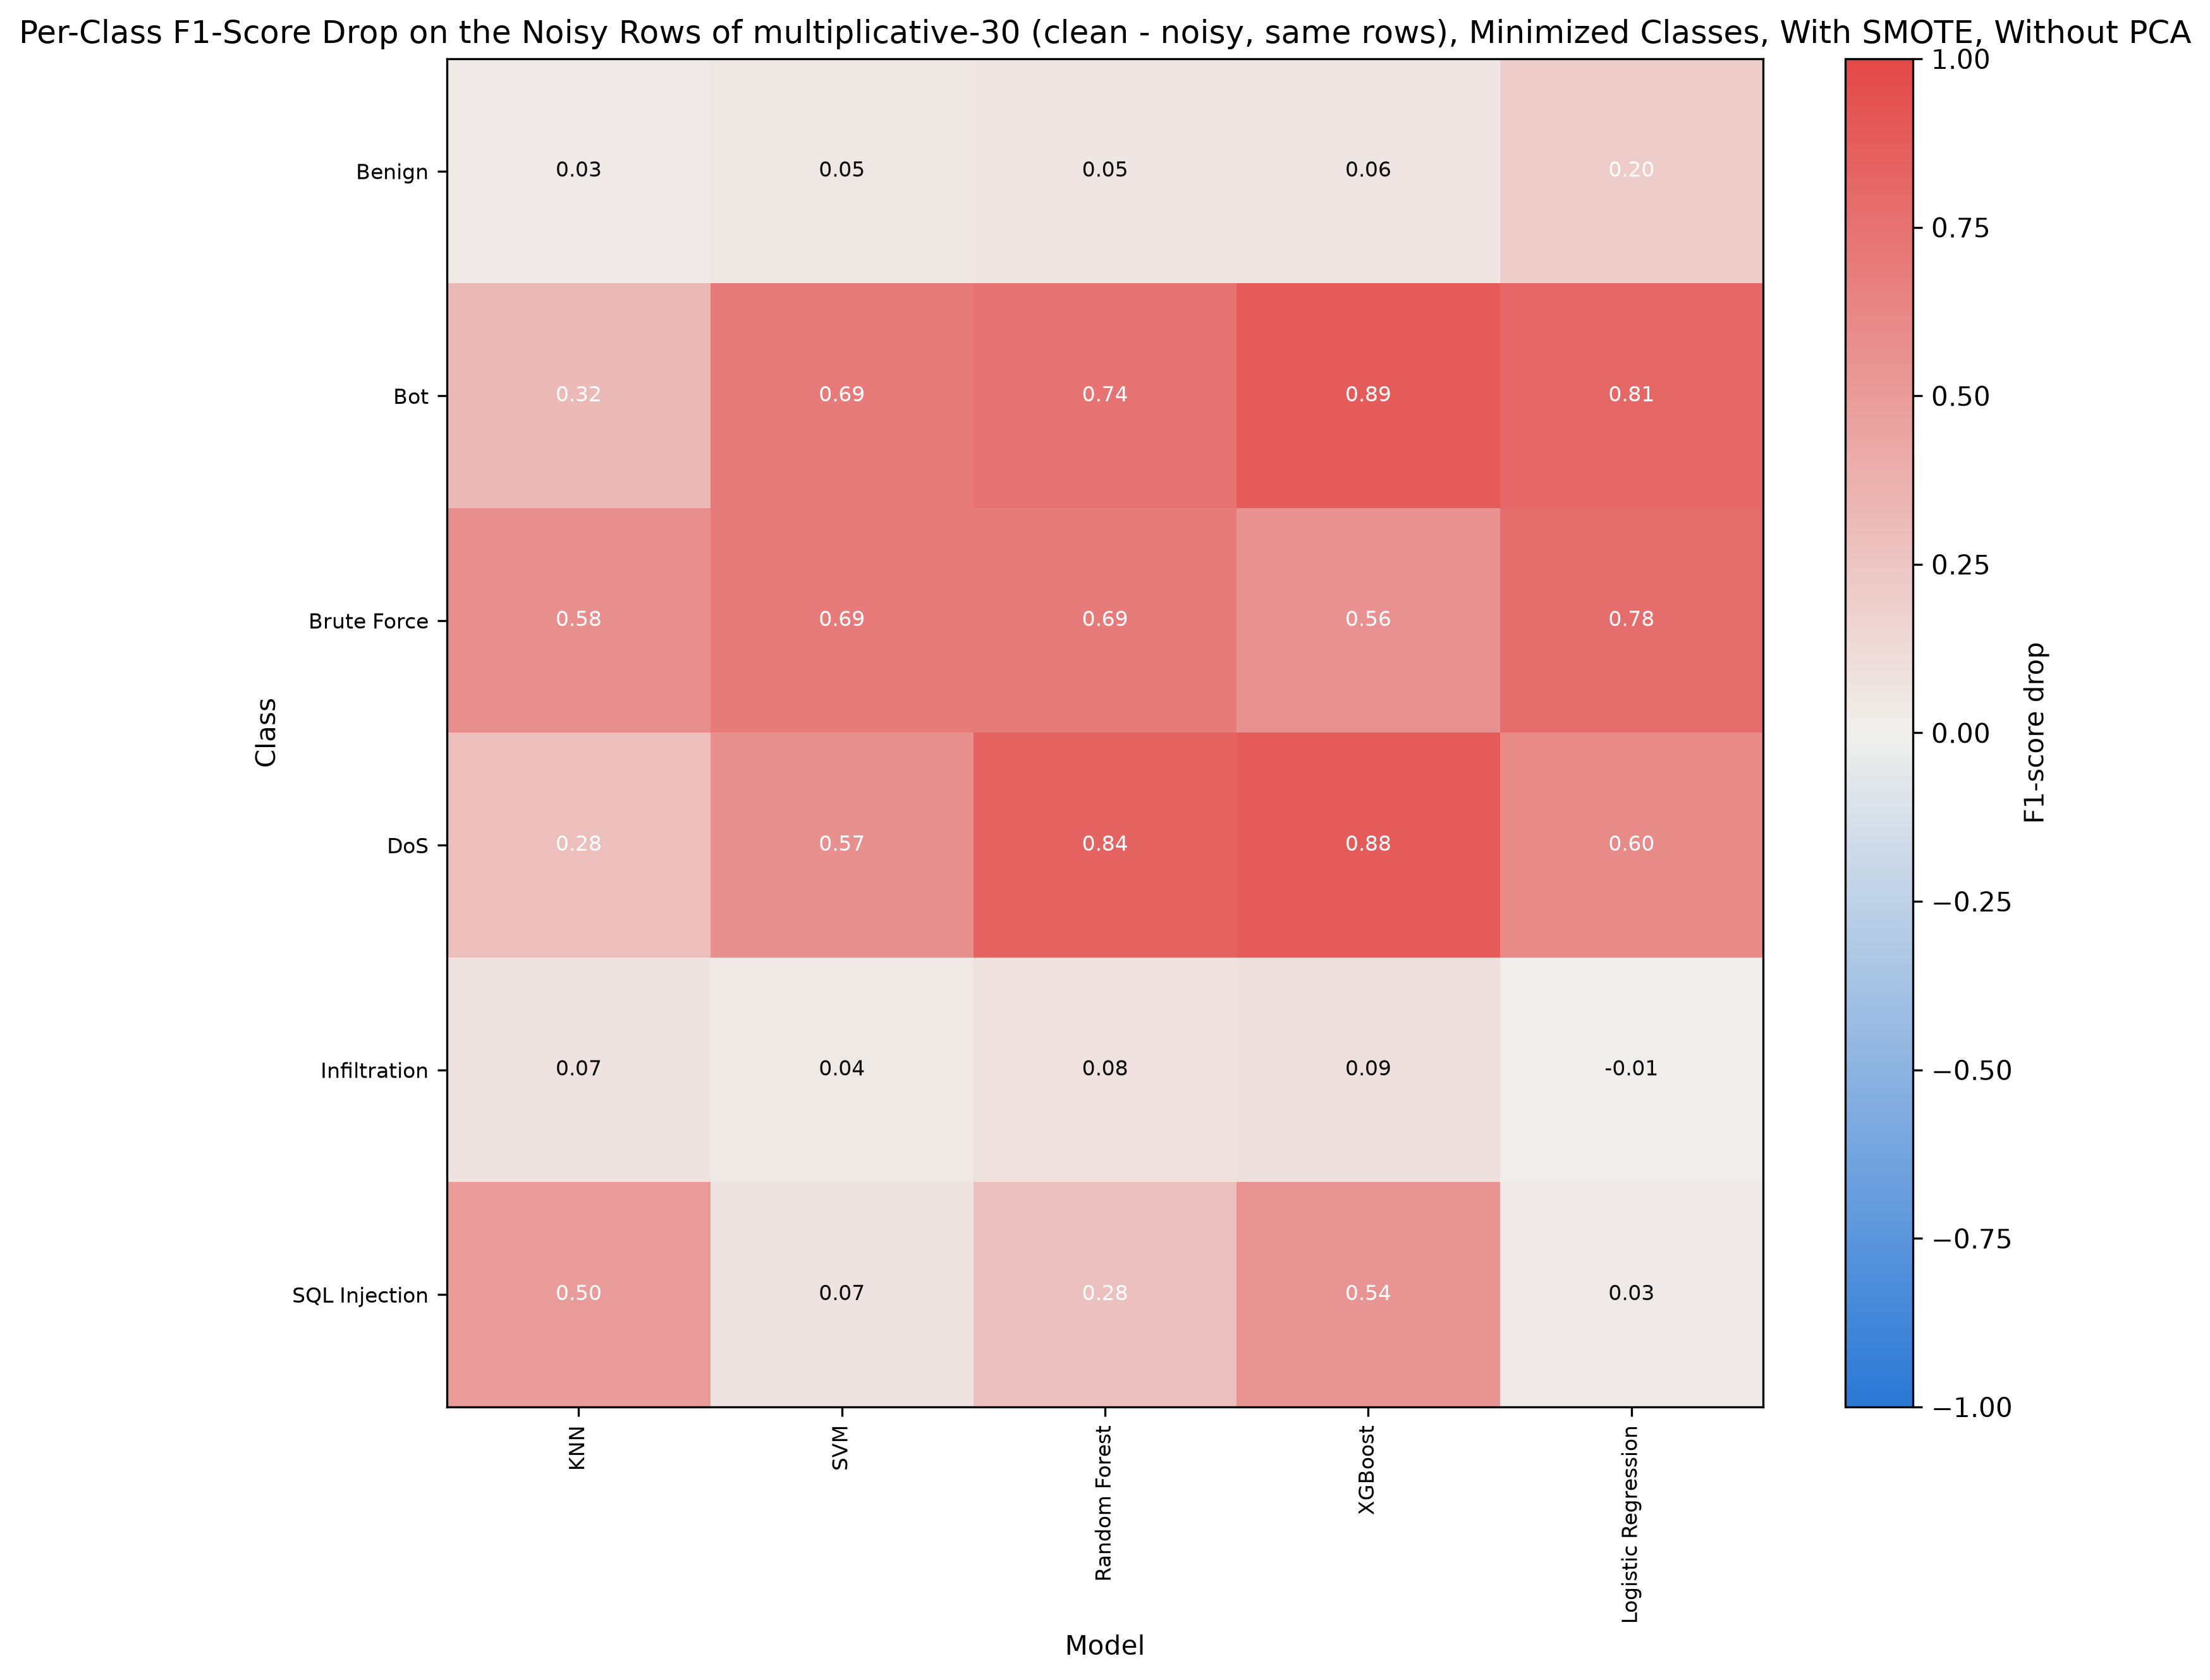 Per-Class F1-Score Drop on the Noisy Rows of multiplicative-30 (clean - noisy, same rows), Minimized Classes, With SMOTE, Without PCA
Benign 0.03 0.05 0.05 0.06 0.20
Bot 0.32 0.69 0.74 0.89 0.81
Brute Force 0.58 0.69 0.69 0.56 0.78
DoS 0.28 0.57 0.84 0.88 0.60
Infiltration 0.07 0.04 0.08 0.09 -0.01
SQL Injection 0.50 0.07 0.28 0.54 0.03
Class
KNN
SVM
Random Forest
XGBoost
Logistic Regression
Model
1.00
0.75
0.50
0.25
0.00
−0.25
−0.50
−0.75
−1.00
F1-score drop